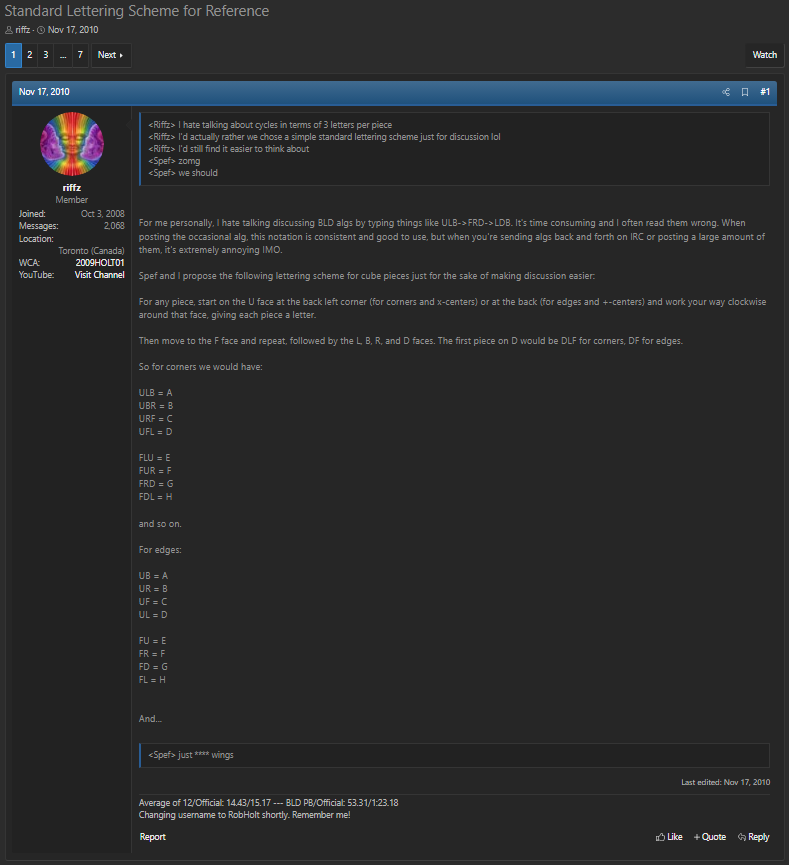 Standard Lettering Scheme for Reference
riffz · Nov 17, 2010
1 2 3 ... 7 Next
Watch
Nov 17, 2010
#1
riffz
Member
Joined: Oct 3, 2008
Messages: 2,068
Location:
Toronto (Canada)
WCA: 2009HOLT01
YouTube: Visit Channel
<Riffz> I hate talking about cycles in terms of 3 letters per piece
<Riffz> I'd actually rather we chose a simple standard lettering scheme just for discussion lol
<Riffz> I'd still find it easier to think about
<Spef> zomg
<Spef> we should
For me personally, I hate talking discussing BLD algs by typing things like ULB->FRD->LDB. It's time consuming and I often read them wrong. When
posting the occasional alg, this notation is consistent and good to use, but when you're sending algs back and forth on IRC or posting a large amount of
them, it's extremely annoying IMO.
Spef and I propose the following lettering scheme for cube pieces just for the sake of making discussion easier:
For any piece, start on the U face at the back left corner (for corners and x-centers) or at the back (for edges and +-centers) and work your way clockwise
around that face, giving each piece a letter.
Then move to the F face and repeat, followed by the L, B, R, and D faces. The first piece on D would be DLF for corners, DF for edges.
So for corners we would have:
ULB = A
UBR = B
URF = C
UFL = D
FLU = E
FUR = F
FRD = G
FDL = H
and so on.
For edges:
UB = A
UR = B
UF = C
UL = D
FU = E
FR = F
FD = G
FL = H
And...
<Spef> just **** wings
Last edited: Nov 17, 2010
Average of 12/Official: 14.43/15.17 --- BLD PB/Official: 53.31/1:23.18
Changing username to RobHolt shortly. Remember me!
Report
Like + Quote Reply